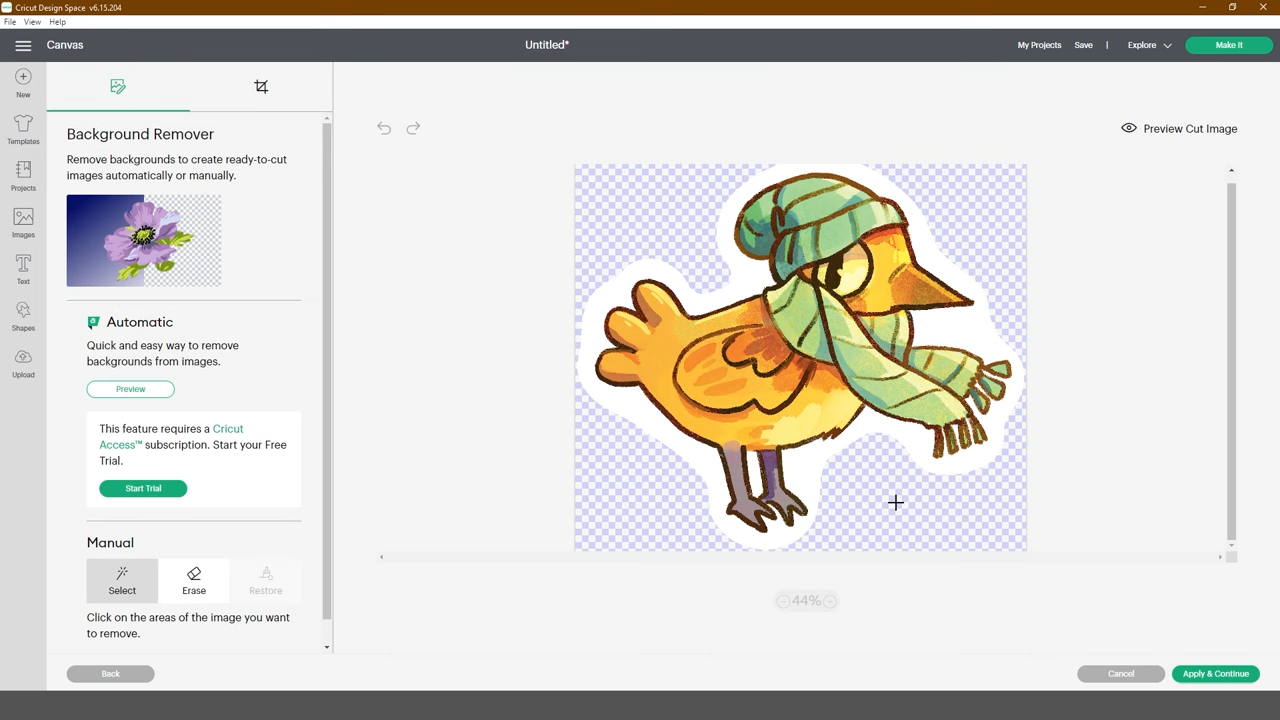 Cricut Design Space v6.15.204
File View Help
Canvas
Untitled*
My Projects Save | Explore Make It
New
Templates
Projects
Images
Text
Shapes
Upload
Background Remover
Remove backgrounds to create ready-to-cut
images automatically or manually.
a Automatic
Quick and easy way to remove
backgrounds from images.
Preview
This feature requires a Cricut
Access™ subscription. Start your Free
Trial.
Start Trial
Manual
Select Erase Restore
Click on the areas of the image you want
to remove.
Back
Preview Cut Image
44%
Cancel Apply & Continue